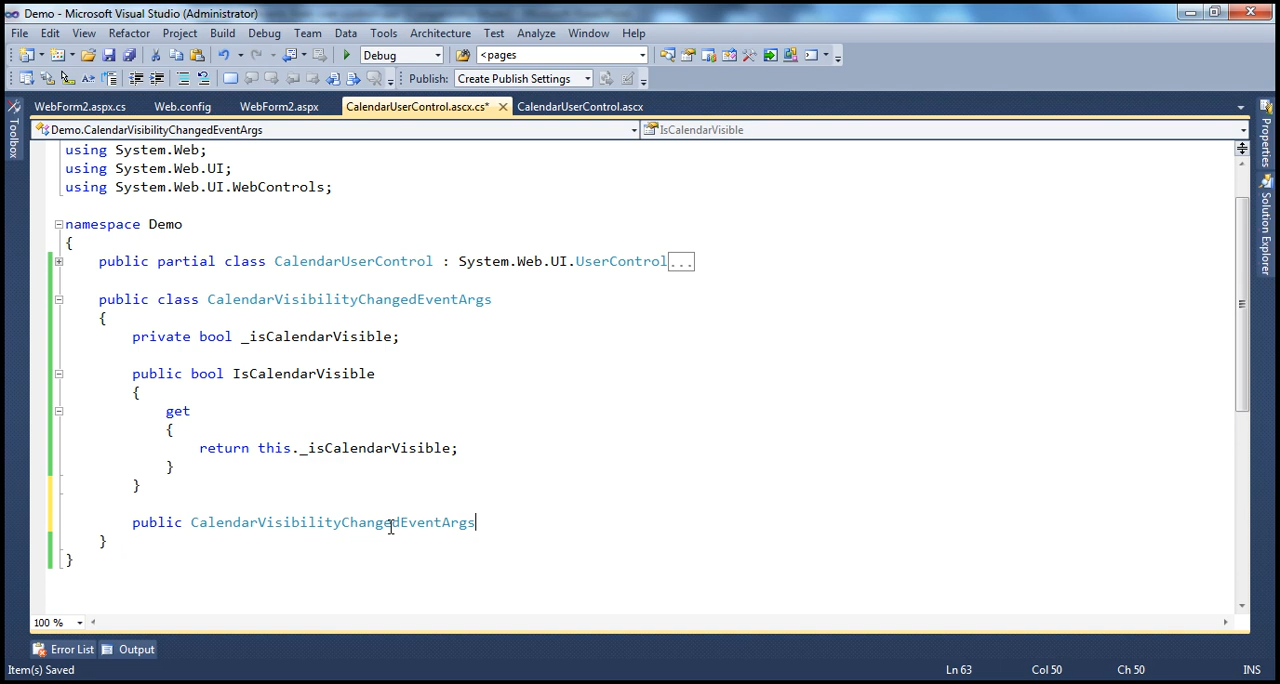 Demo - Microsoft Visual Studio (Administrator)
File Edit View Refactor Project Build Debug Team Data Tools Architecture Test Analyze Window Help
Debug <pages
Publish: Create Publish Settings
WebForm2.aspx.cs Web.config WebForm2.aspx CalendarUserControl.ascx.cs* CalendarUserControl.ascx
Demo.CalendarVisibilityChangedEventArgs IsCalendarVisible
Toolbox
Properties
Solution Explorer
using System.Web;
using System.Web.UI;
using System.Web.UI.WebControls;
namespace Demo
{
public partial class CalendarUserControl : System.Web.UI.UserControl...
public class CalendarVisibilityChangedEventArgs
{
private bool _isCalendarVisible;
public bool IsCalendarVisible
{
get
{
return this._isCalendarVisible;
}
}
public CalendarVisibilityChangedEventArgs
}
}
100 %
Error List Output
Item(s) Saved Ln 63 Col 50 Ch 50 INS